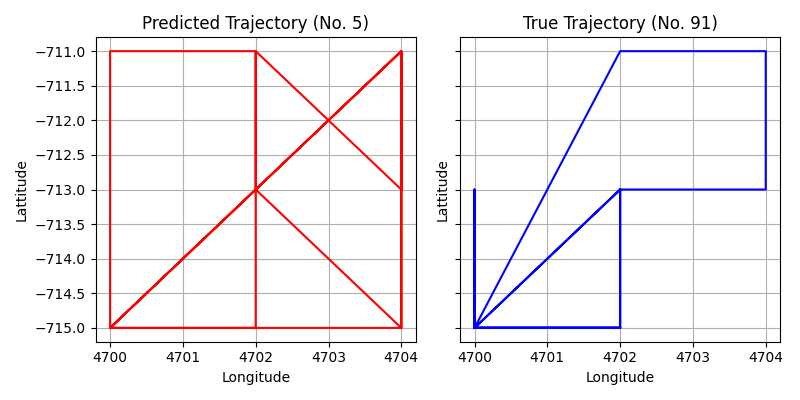 Predicted Trajectory (No. 5)
True Trajectory (No. 91)
Lattitude
−711.0
−711.5
−712.0
−712.5
−713.0
−713.5
−714.0
−714.5
−715.0
4700 4701 4702 4703 4704
Longitude
Lattitude
4700 4701 4702 4703 4704
Longitude